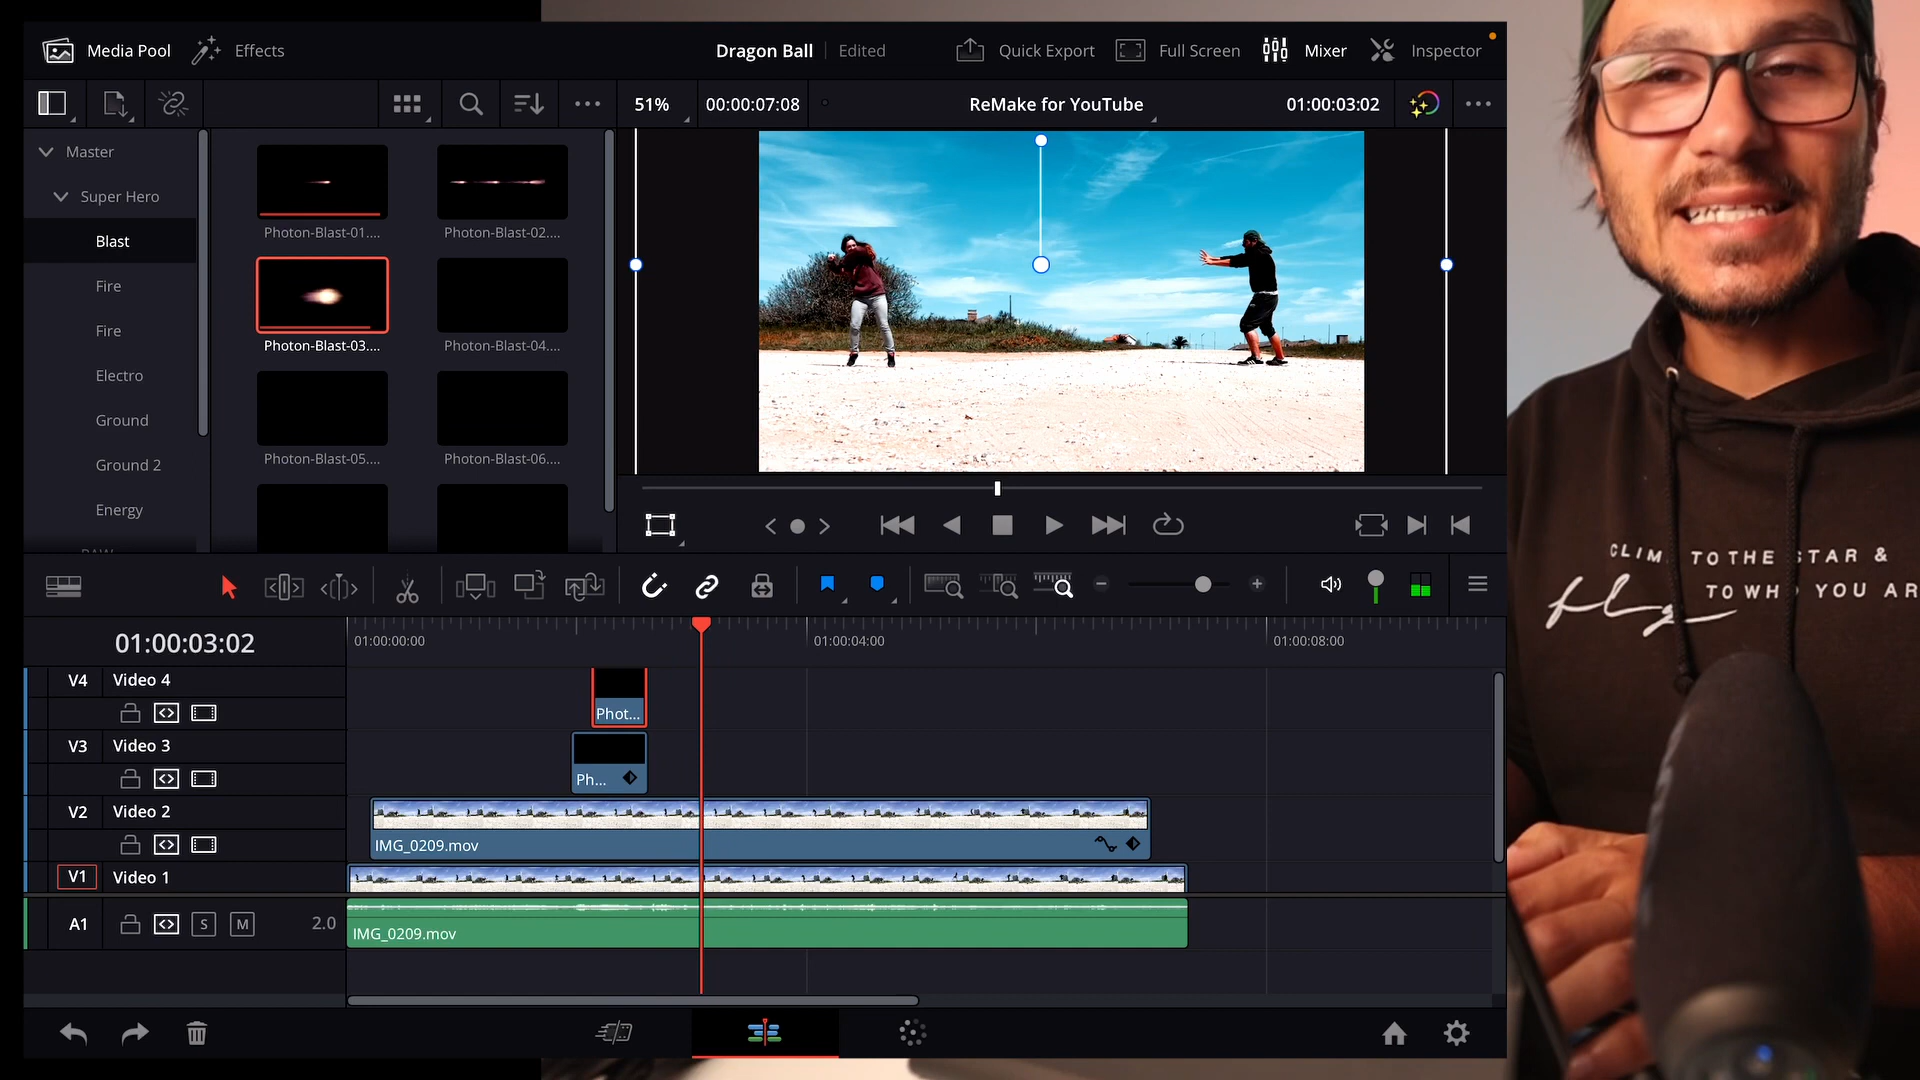 Media Pool
Effects
Dragon Ball
Edited
Quick Export
Full Screen
Mixer
Inspector
51%
00:00:07:08
ReMake for YouTube
01:00:03:02
Master
Super Hero
Blast
Fire
Fire
Electro
Ground
Ground 2
Energy
Photon-Blast-01....
Photon-Blast-02....
Photon-Blast-03....
Photon-Blast-04....
Photon-Blast-05....
Photon-Blast-06....
01:00:03:02
01:00:00:00
01:00:04:00
01:00:08:00
V4 Video 4
Phot...
V3 Video 3
Ph...
V2 Video 2
IMG_0209.mov
V1 Video 1
A1 S M 2.0
IMG_0209.mov
TO THE STAR &
fly
TO WH YOU AR